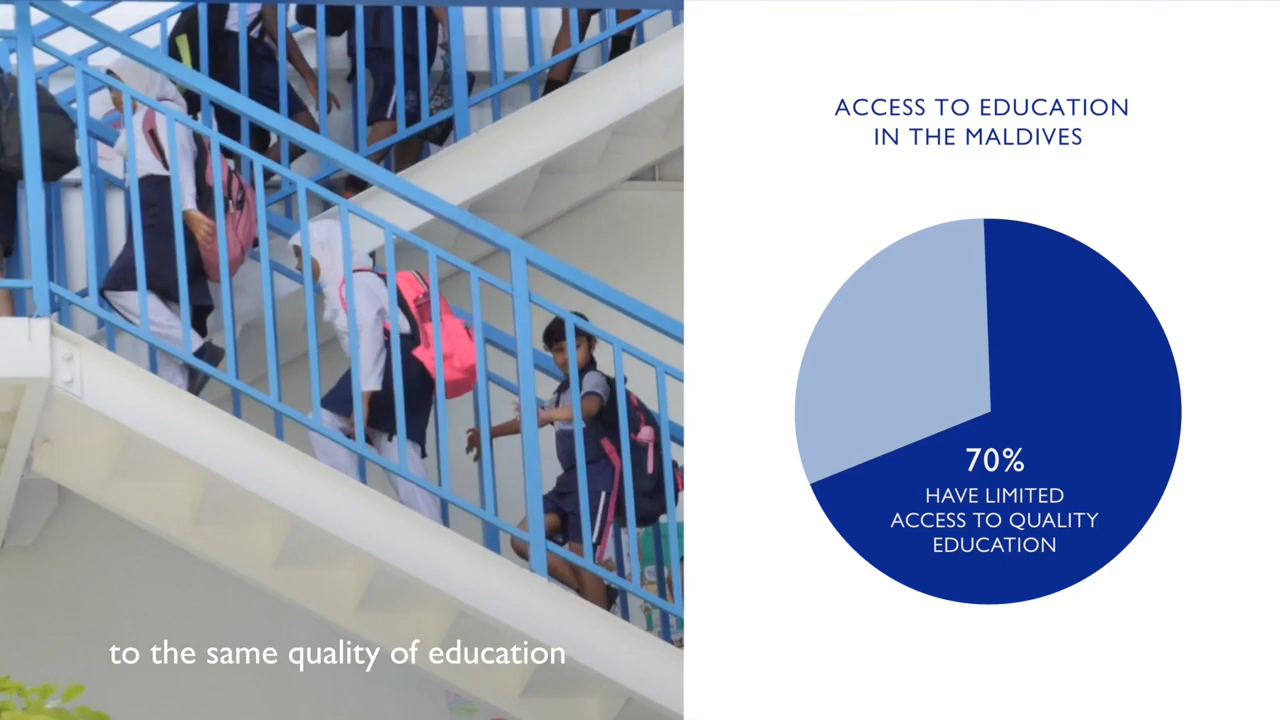 to the same quality of education
ACCESS TO EDUCATION
IN THE MALDIVES
70%
HAVE LIMITED
ACCESS TO QUALITY
EDUCATION